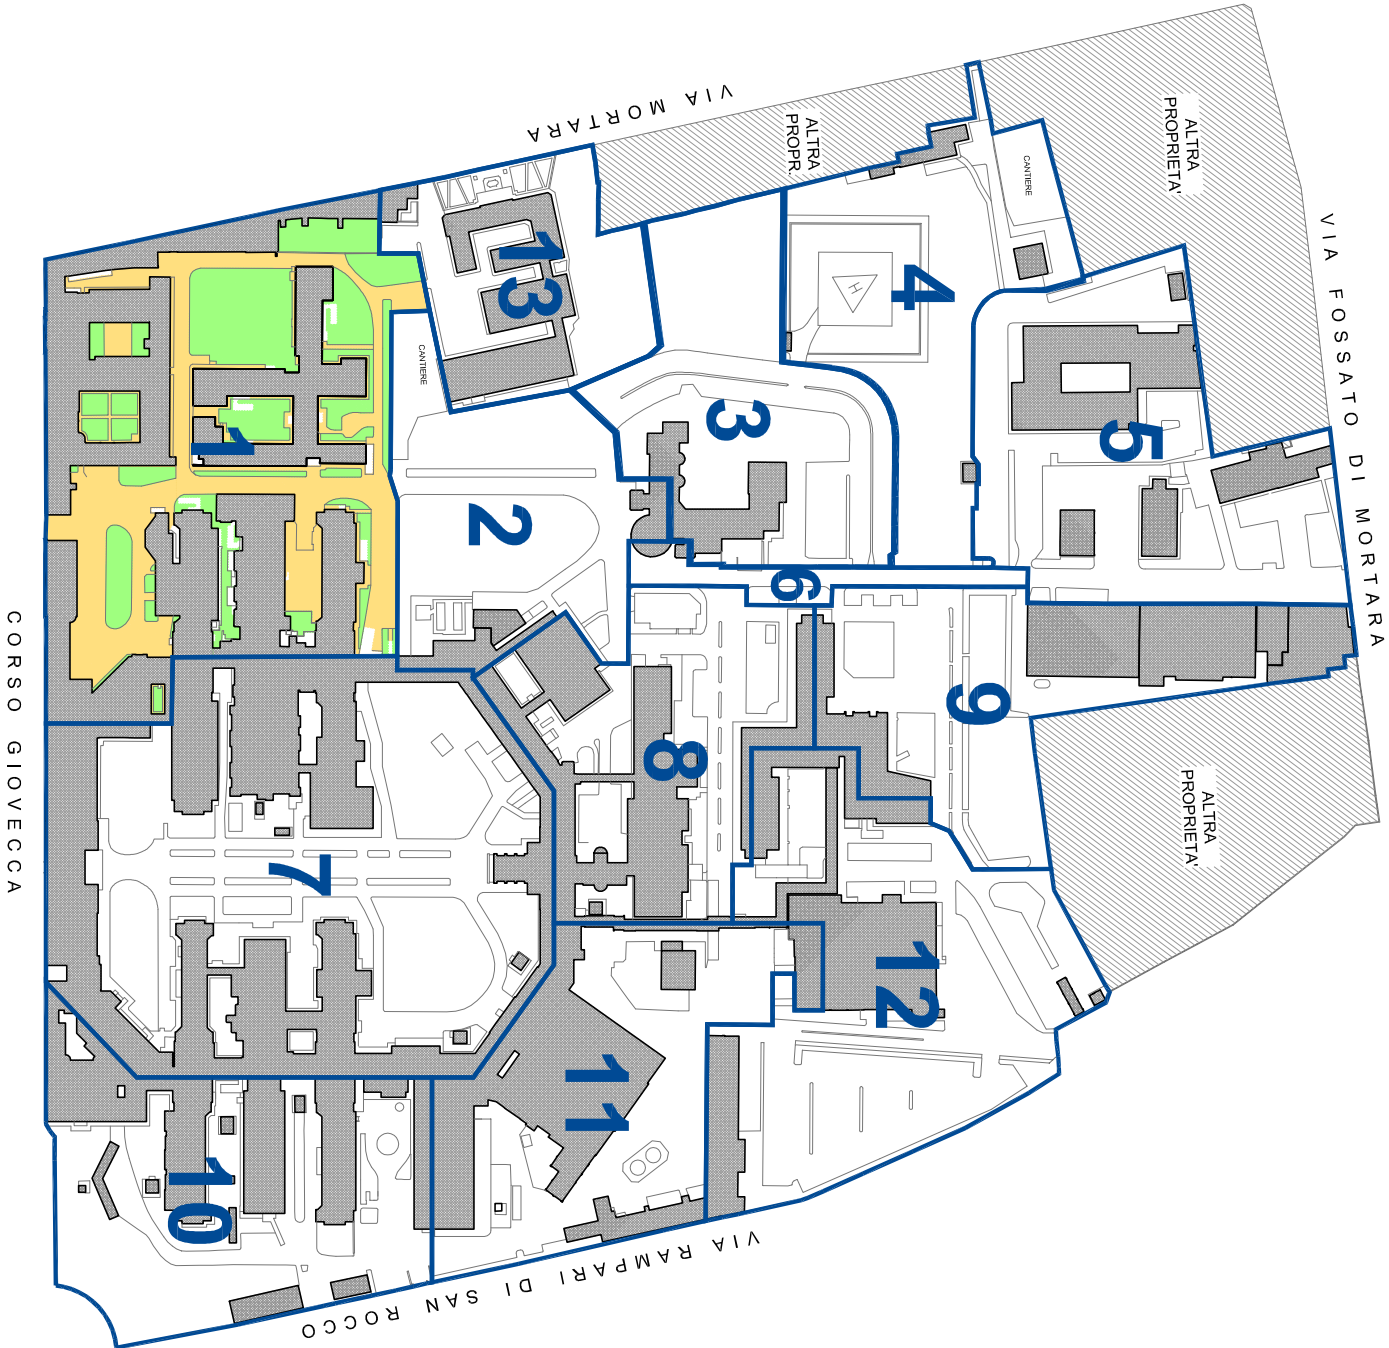 VIA MORTARA
ALTRA
PROPR.
ALTRA
PROPRIETA'
CANTIERE
VIA FOSSATO DI MORTARA
13
4
CANTIERE
3
5
1
2
6
9
8
ALTRA
PROPRIETA'
CORSO GIOVECCA
7
12
11
10
VIA RAMPARI DI SAN ROCCO
H